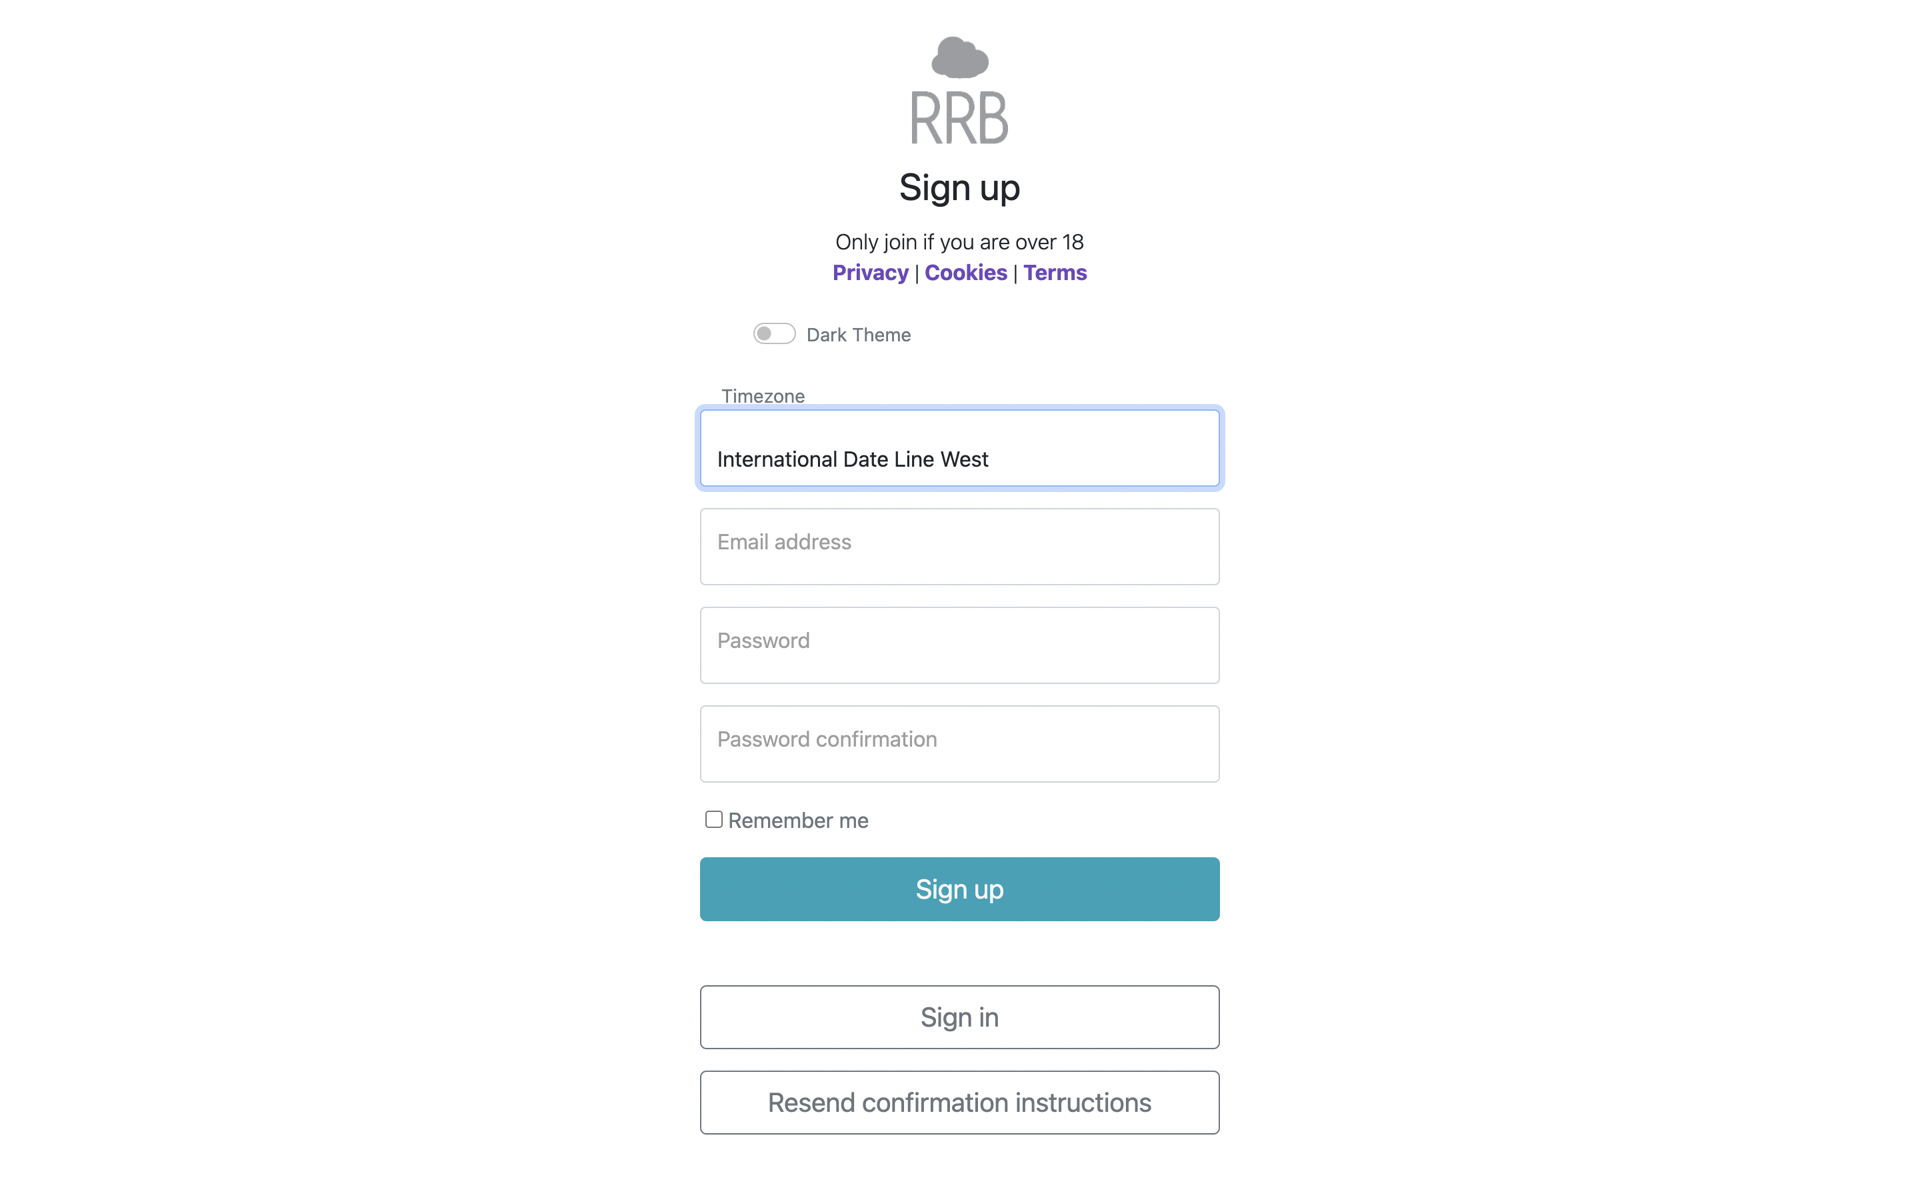 RRB
Sign up
Only join if you are over 18
Privacy | Cookies | Terms
Dark Theme
Timezone
International Date Line West
Email address
Password
Password confirmation
Remember me
Sign up
Sign in
Resend confirmation instructions